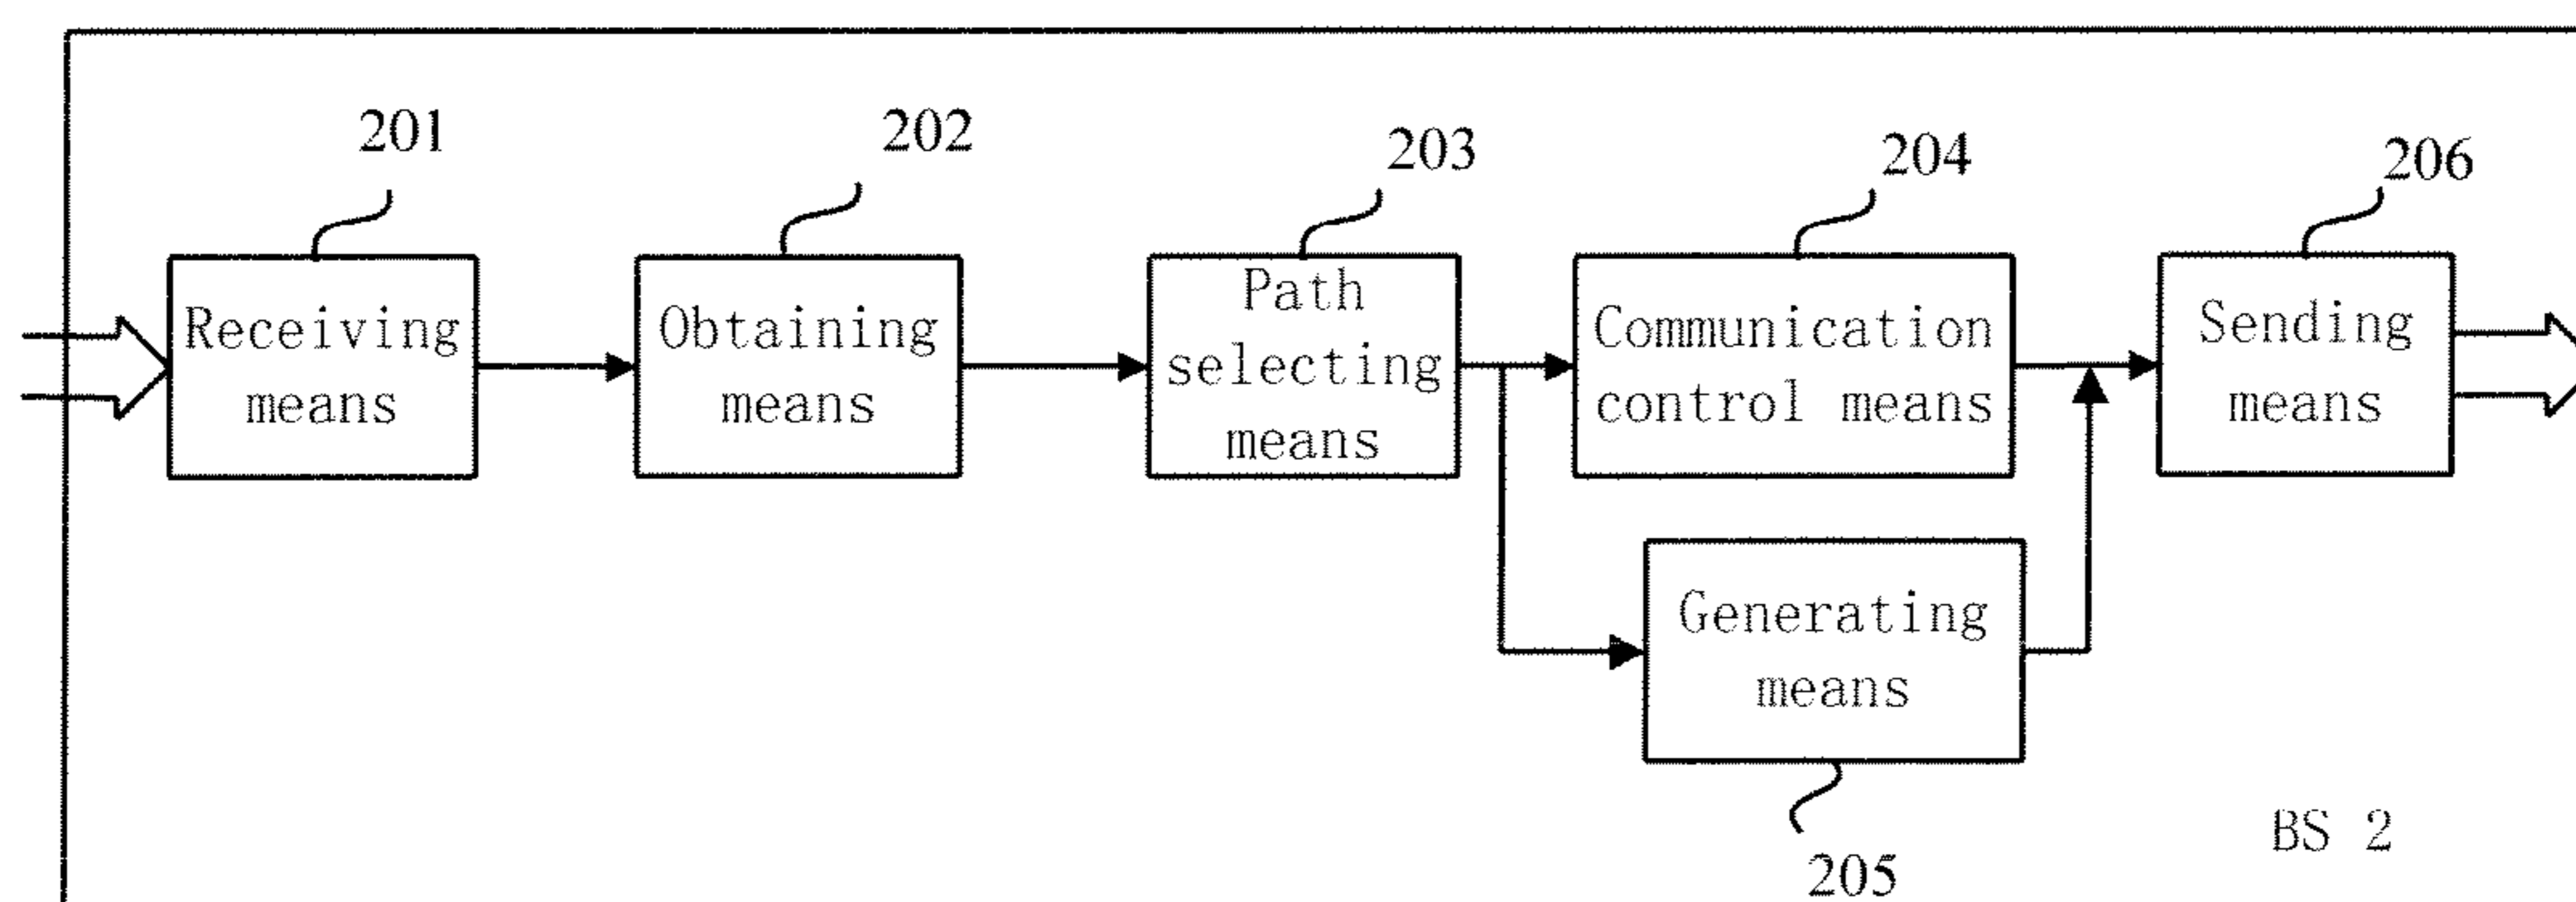 201
202
203
204
206
Receiving
means
Obtaining
means
Path
selecting
means
Communication
control means
Sending
means
Generating
means
205
BS 2